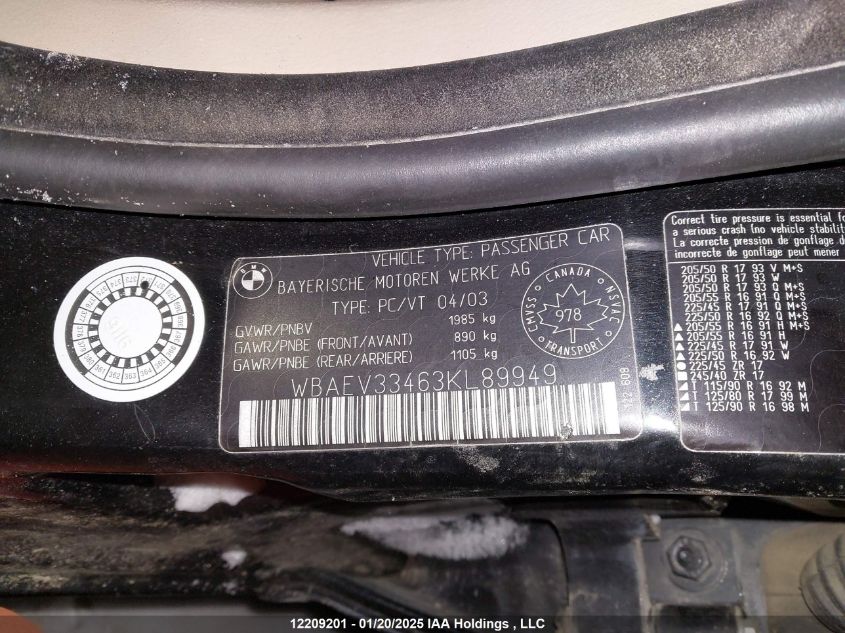 VEHICLE TYPE: PASSENGER CAR
BMW
BAYERISCHE MOTOREN WERKE AG
TYPE: PC/VT 04/03
GVWR/PNBV 1985 kg
GAWR/PNBE (FRONT/AVANT) 890 kg
GAWR/PNBE (REAR/ARRIERE) 1105 kg
WBAEV33463KL89949
CANADA
CMVSS NSVAC
978
TRANSPORT
122 608
Correct tire pressure is essential fo
a serious crash (no vehicle stabilit
La correcte pression de gonflage d
incorrecte de gonflage peut mener
205/50 R 17 93 V M+S
205/50 R 17 93 W
205/50 R 17 93 Q M+S
205/55 R 16 91 Q M+S
225/45 R 17 91 Q M+S
225/50 R 16 92 Q M+S
205/55 R 16 91 H M+S
205/55 R 16 91 H
225/45 R 17 91 W
225/50 R 16 92 W
225/45 ZR 17
245/40 ZR 17
T 115/90 R 16 92 M
T 125/80 R 17 99 M
T 125/90 R 16 98 M
12209201 - 01/20/2025 IAA Holdings , LLC